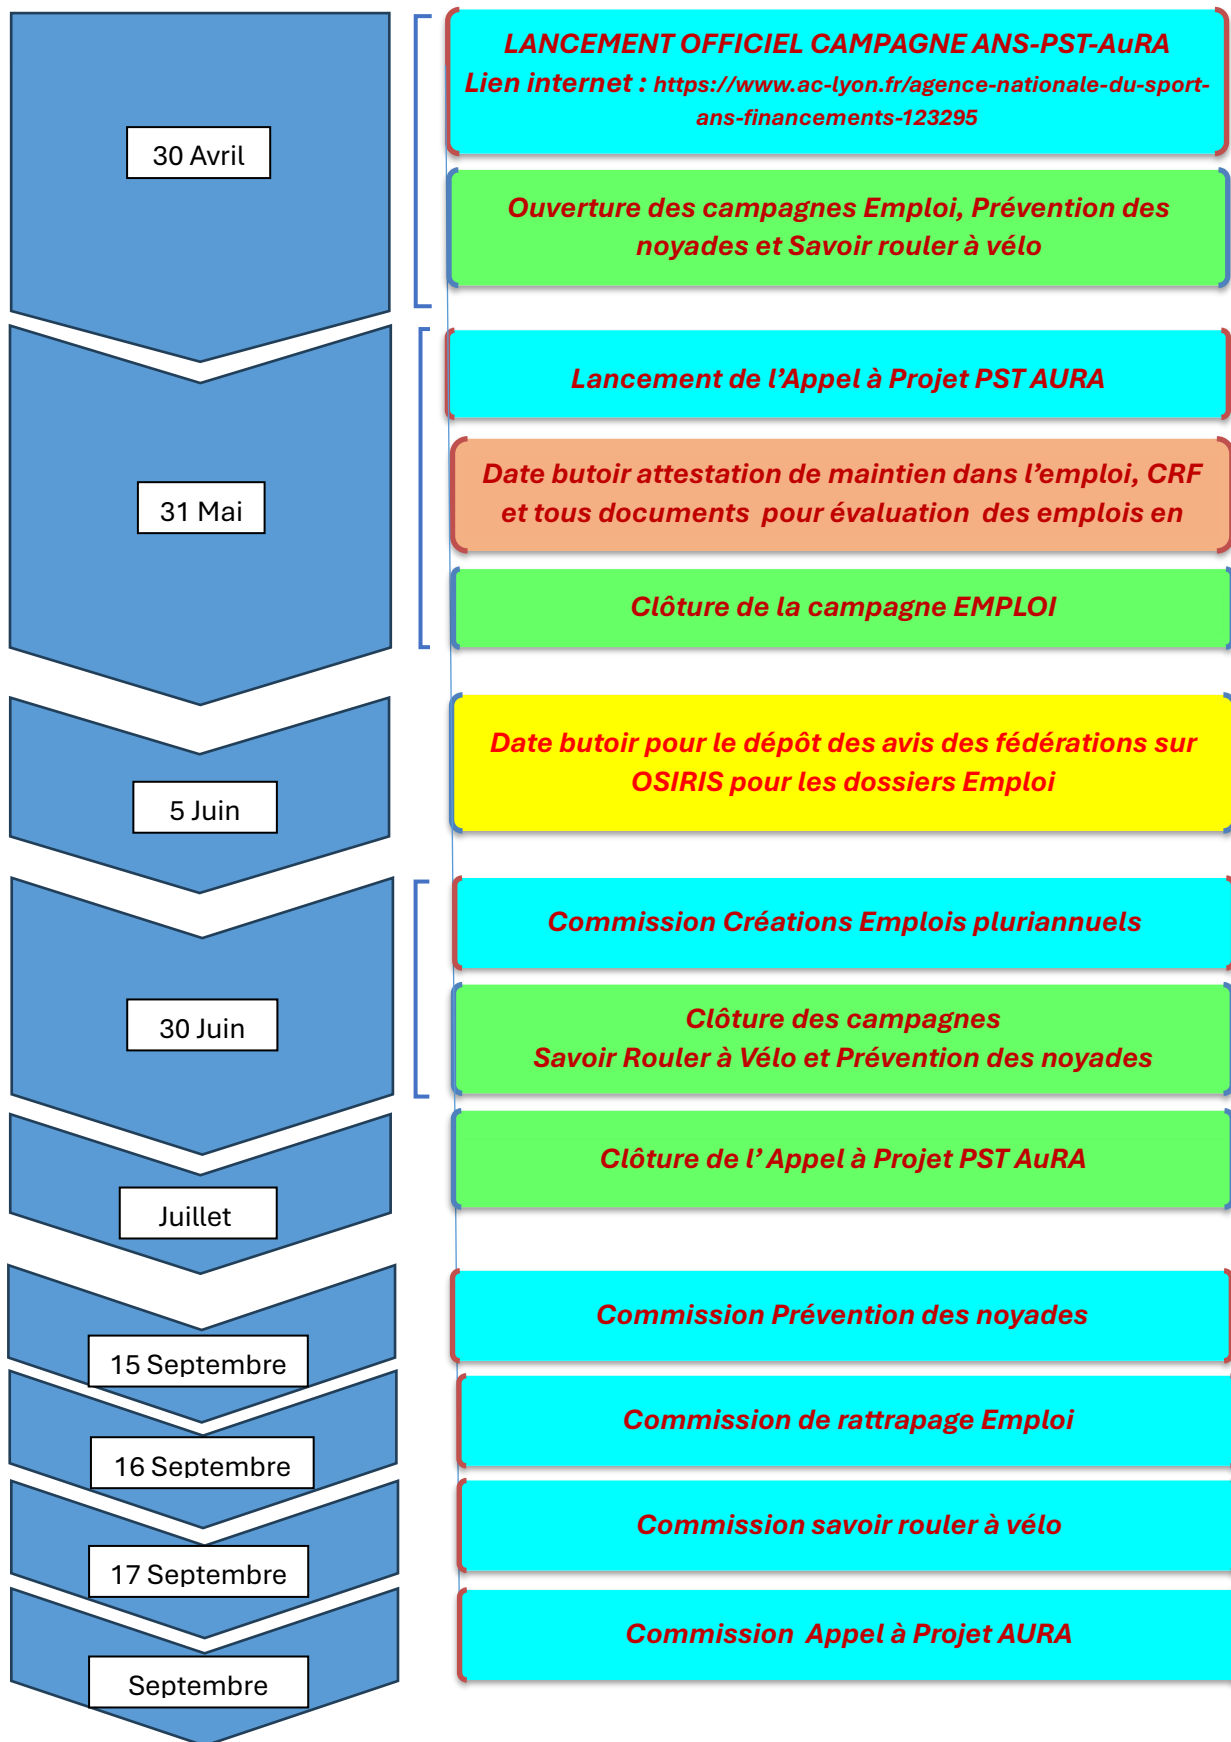 LANCEMENT OFFICIEL CAMPAGNE ANS-PST-AuRA
Lien internet : https://www.ac-lyon.fr/agence-nationale-du-sport-
ans-financements-123295
30 Avril
Ouverture des campagnes Emploi, Prévention des
noyades et Savoir rouler à vélo
Lancement de l’Appel à Projet PST AURA
31 Mai
Date butoir attestation de maintien dans l’emploi, CRF
et tous documents  pour évaluation  des emplois en
Clôture de la campagne EMPLOI
5 Juin
Date butoir pour le dépôt des avis des fédérations sur
OSIRIS pour les dossiers Emploi
Commission Créations Emplois pluriannuels
30 Juin
Clôture des campagnes
Savoir Rouler à Vélo et Prévention des noyades
Clôture de l’ Appel à Projet PST AuRA
Juillet
Commission Prévention des noyades
15 Septembre
Commission de rattrapage Emploi
16 Septembre
Commission savoir rouler à vélo
17 Septembre
Commission  Appel à Projet AURA
Septembre